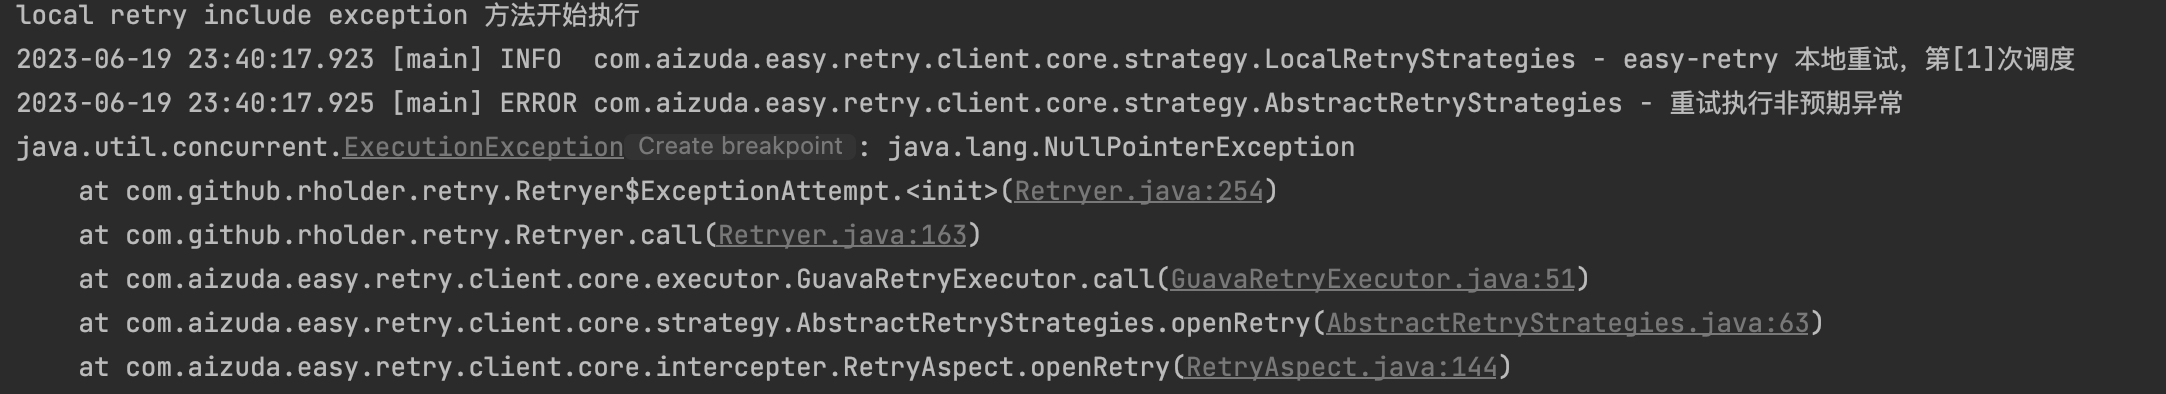 local retry include exception 方法开始执行
2023-06-19 23:40:17.923 [main] INFO  com.aizuda.easy.retry.client.core.strategy.LocalRetryStrategies - easy-retry 本地重试，第[1]次调度
2023-06-19 23:40:17.925 [main] ERROR com.aizuda.easy.retry.client.core.strategy.AbstractRetryStrategies - 重试执行非预期异常
java.util.concurrent.ExecutionException Create breakpoint : java.lang.NullPointerException
    at com.github.rholder.retry.Retryer$ExceptionAttempt.<init>(Retryer.java:254)
    at com.github.rholder.retry.Retryer.call(Retryer.java:163)
    at com.aizuda.easy.retry.client.core.executor.GuavaRetryExecutor.call(GuavaRetryExecutor.java:51)
    at com.aizuda.easy.retry.client.core.strategy.AbstractRetryStrategies.openRetry(AbstractRetryStrategies.java:63)
    at com.aizuda.easy.retry.client.core.intercepter.RetryAspect.openRetry(RetryAspect.java:144)